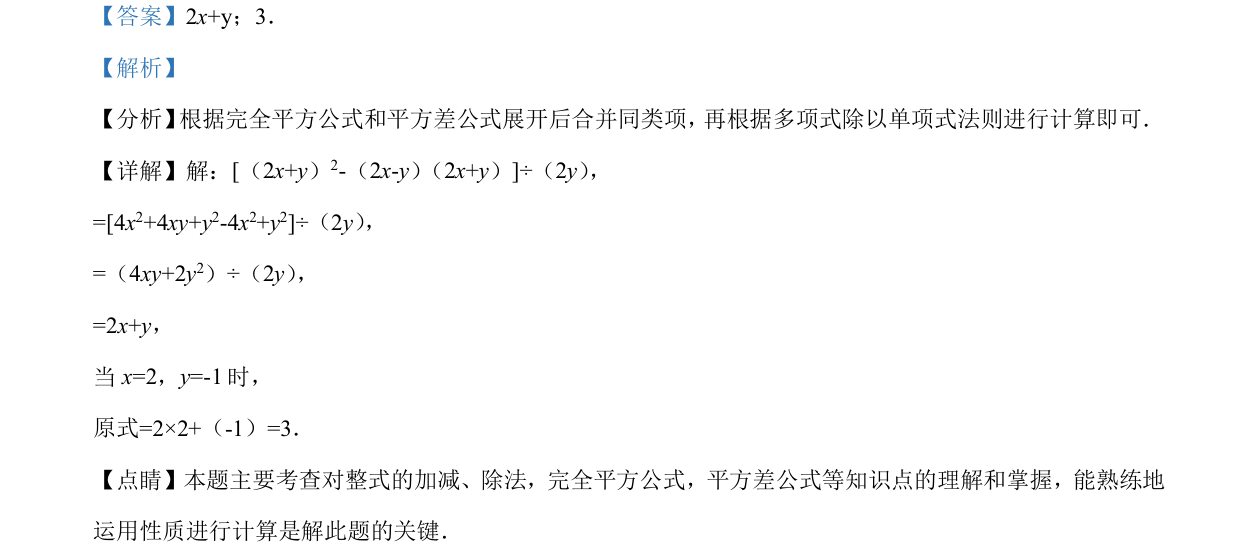 【答案】2x+y；3．
【解析】
【分析】根据完全平方公式和平方差公式展开后合并同类项，再根据多项式除以单项式法则进行计算即可．
【详解】解：[（2x+y）²-（2x-y）（2x+y）]÷（2y），
=[4x²+4xy+y²-4x²+y²]÷（2y），
=（4xy+2y²）÷（2y），
=2x+y，
当 x=2，y=-1 时，
原式=2×2+（-1）=3．
【点睛】本题主要考查对整式的加减、除法，完全平方公式，平方差公式等知识点的理解和掌握，能熟练地
运用性质进行计算是解此题的关键．